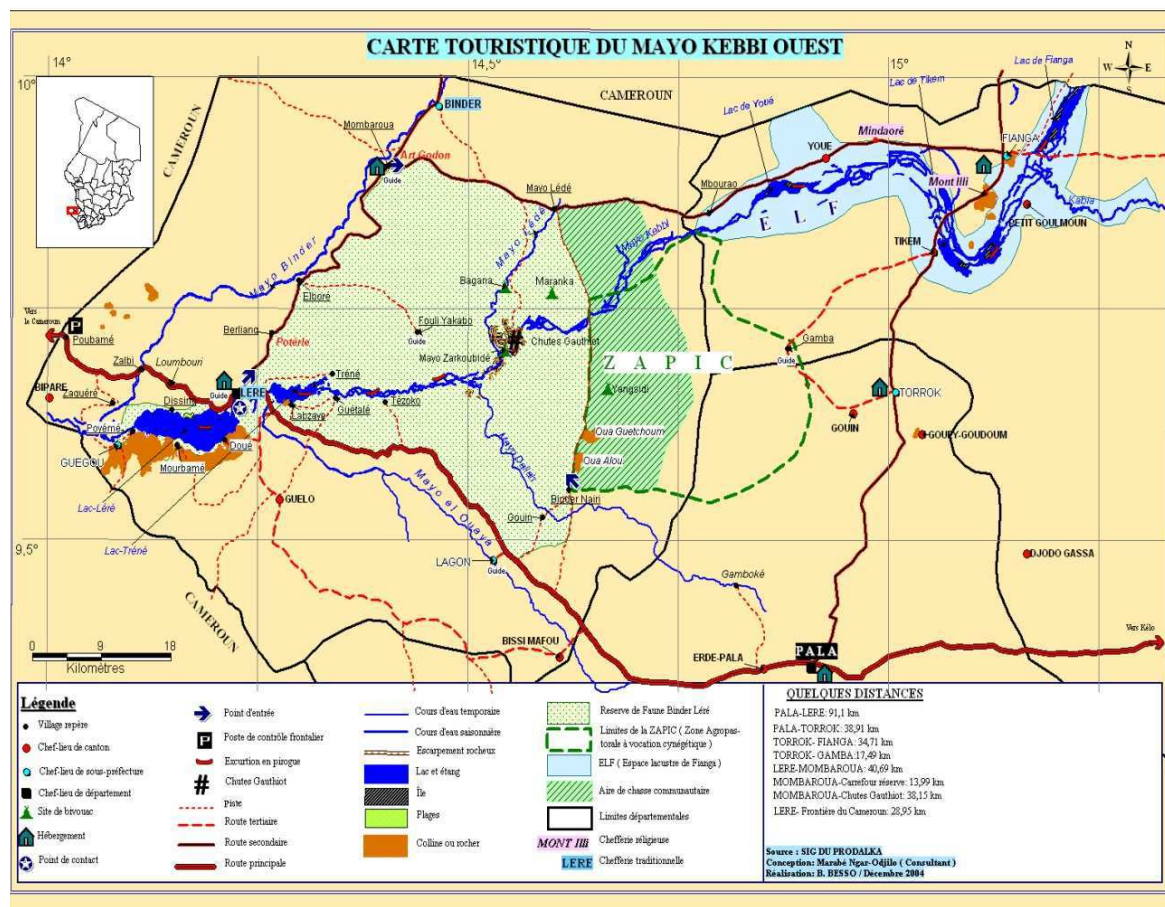 CARTE TOURISTIQUE DU MAYO KEBBI OUEST
14°
14,5°
15°
10°
9,5°
N
W E
S
CAMEROUN
CAMEROUN
CAMEROUN
Lac de Fianga
Lac de Tikem
Lac de Youé
BINDER
Mombaroua
Art Godon
Guide
Mindaoré
YOUE
FIANGA
Mont Illi
Mayo Lédé
Mbourao
E L F
Kabia
PETIT GOULMOUN
TIKEM
Mayo Binder
Mayo Lédé
Mayo Kebbi
Bagana
Maranka
Elboré
Vers
le Cameroun
P
Poubamé
Berliang
Potérie
Fouli Yakabo
Guide
Chutes Gauthiot
Mayo Zarkoubidé
Z A P I C
Gamba
Guide
Zalbi
Loumbouri
Tréné
Yangsidi
BIPARE
Zaguéré
Guide
LERE
Dissing
Labzaye
Guétalé
Tézoko
TORROK
GOUIN
GOUEY-GOUDOUM
Poyémé
GUEGOU
Mourbamé
Doué
Oua Guetchoum
Oua Alou
Binder Nairi
GUELO
Mayo el Ouaya
Gouin
Lac-Léré
Lac-Tréné
LAGON
Guide
Gamboké
DJODO GASSA
BISSI MAFOU
ERDE-PALA
PALA
Vers Kélo
0 9 18
Kilométres
Légende
Village repère
Chef-lieu de canton
Chef-lieu de sous-préfecture
Chef-lieu de département
Site de bivouac
Hébergement
Point de contact
Point d'entrée
P
Poste de contrôle frontalier
Excurtion en pirogue
Chutes Gauthiot
piste
Route tertiaire
Route secondaire
Route principale
Cours d'eau temporaire
Cours d'eau saisonnière
Escarpement rocheux
Lac et étang
Île
Plages
Colline ou rocher
Reserve de Faune Binder Léré
Limites de la ZAPIC ( Zone Agropas-
torale à vocation cynégétique )
ELF ( Espace lacustre de Fianga )
Aire de chasse communautaire
Limites départementales
MONT Illi
Chefferie réligieuse
LERE
Chefferie traditionnelle
QUELQUES DISTANCES
PALA-LERE: 91,1 km
PALA-TORROK: 38,91 km
TORROK- FIANGA: 34,71 km
TORROK- GAMBA: 17,49 km
LERE-MOMBAROUA: 40,69 km
MOMBAROUA-Carrefour réserve: 13,99 km
MOMBAROUA-Chutes Gauthiot: 38,15 km
LERE- Frontière du Cameroun: 28,95 km
Source : SIG DU PRODALKA
Conception: Marabé Ngar-Odjilo ( Consultant )
Réalisation: B. BESSO / Décembre 2004